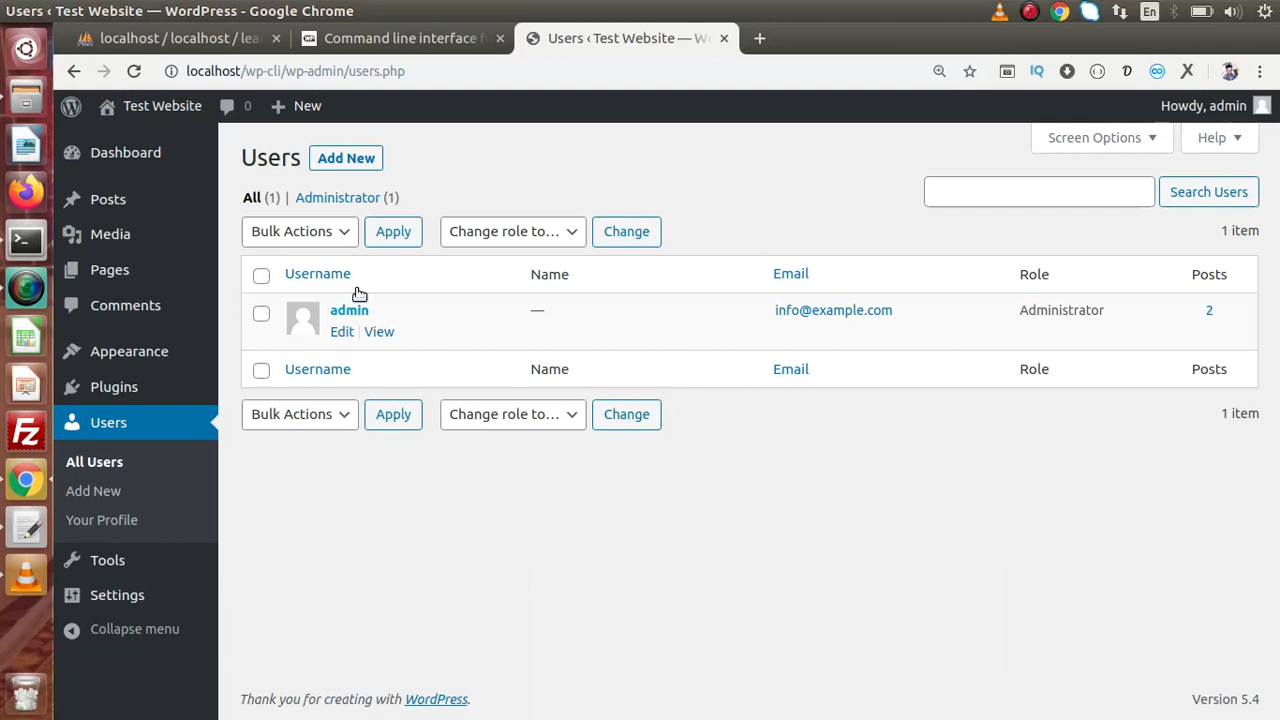 Users ‹ Test Website — WordPress - Google Chrome
En
localhost / localhost / lea
Command line interface f
Users ‹ Test Website — Wo
localhost/wp-cli/wp-admin/users.php
Test Website 0 New Howdy, admin
Dashboard
Posts
Media
Pages
Comments
Appearance
Plugins
Users
All Users
Add New
Your Profile
Tools
Settings
Collapse menu
Screen Options Help
Users Add New
All (1) | Administrator (1)
Search Users
Bulk Actions Apply Change role to... Change 1 item
Username Name Email Role Posts
admin — info@example.com Administrator 2
Edit | View
Username Name Email Role Posts
Bulk Actions Apply Change role to... Change 1 item
Thank you for creating with WordPress. Version 5.4